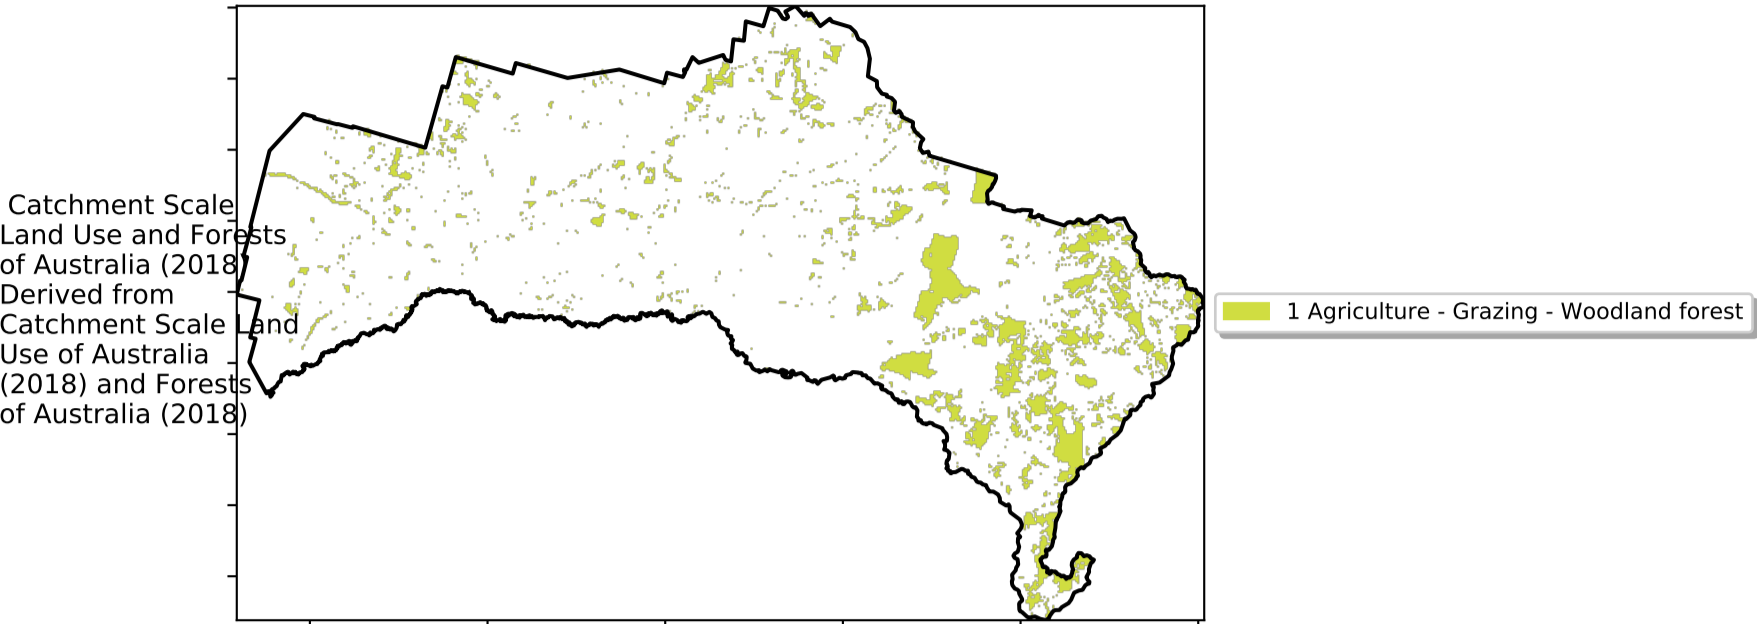 Catchment Scale
Land Use and Forests
of Australia (2018)
Derived from
Catchment Scale Land
Use of Australia
(2018) and Forests
of Australia (2018)
1 Agriculture - Grazing - Woodland forest